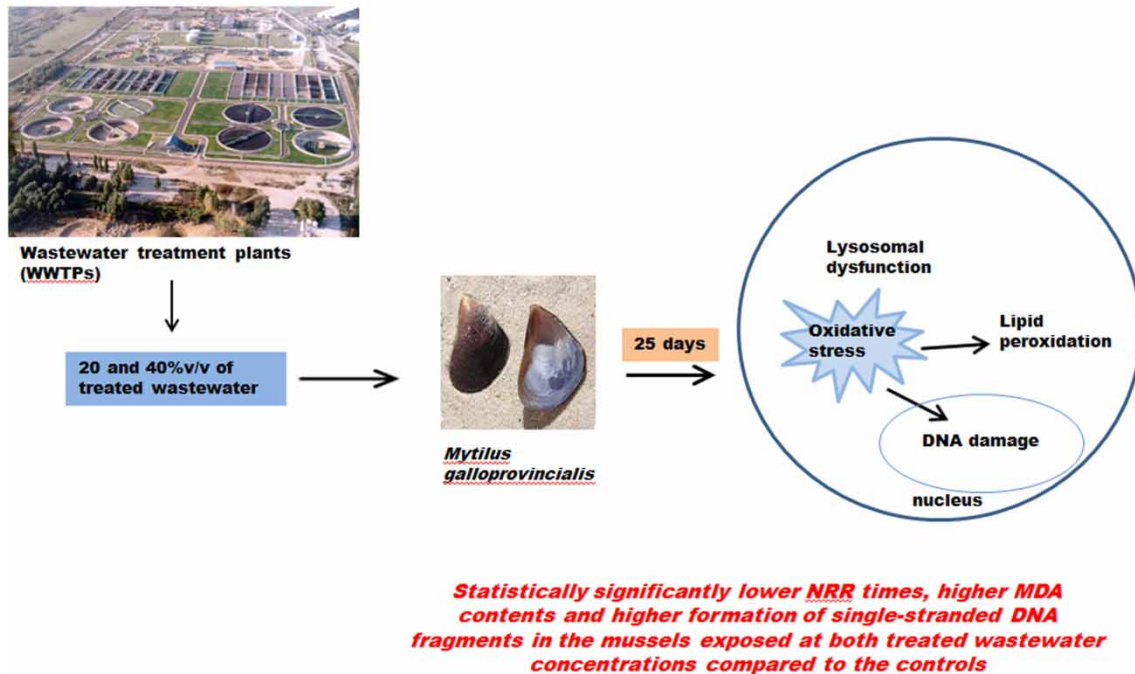 Wastewater treatment plants
(WWTPs)
20 and 40%v/v of
treated wastewater
Mytilus
galloprovincialis
25 days
Lysosomal
dysfunction
Oxidative
stress
Lipid
peroxidation
DNA damage
nucleus
Statistically significantly lower NRR times, higher MDA
contents and higher formation of single-stranded DNA
fragments in the mussels exposed at both treated wastewater
concentrations compared to the controls